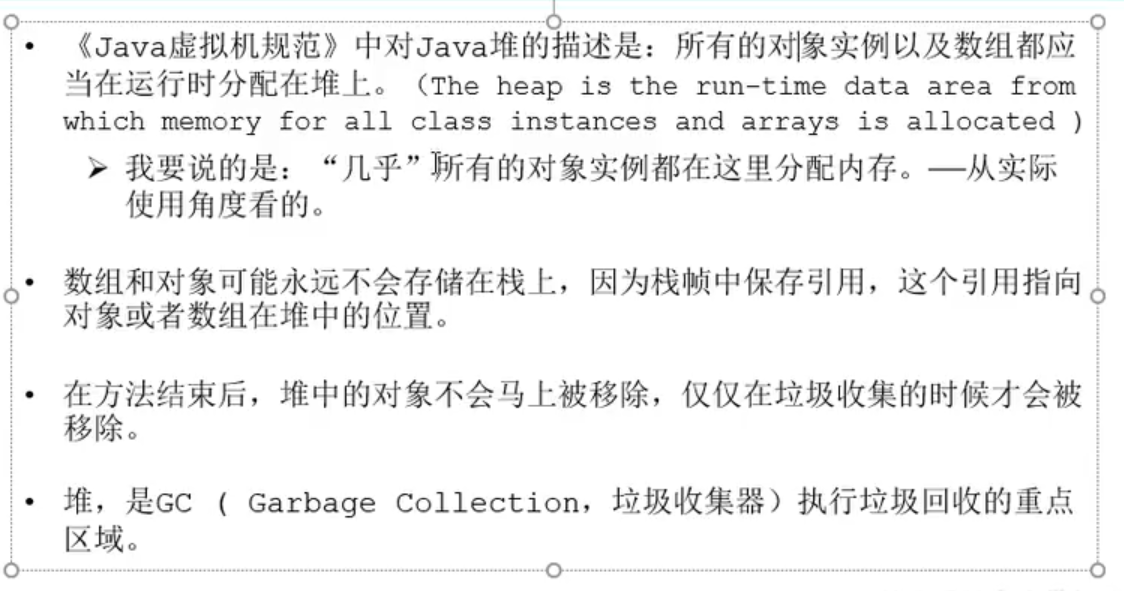 • 《Java虚拟机规范》中对Java堆的描述是：所有的对象实例以及数组都应
当在运行时分配在堆上。（The heap is the run-time data area from
which memory for all class instances and arrays is allocated ）
➢ 我要说的是：“几乎”所有的对象实例都在这里分配内存。——从实际
使用角度看的。
• 数组和对象可能永远不会存储在栈上，因为栈帧中保存引用，这个引用指向
对象或者数组在堆中的位置。
• 在方法结束后，堆中的对象不会马上被移除，仅仅在垃圾收集的时候才会被
移除。
• 堆，是GC ( Garbage Collection，垃圾收集器）执行垃圾回收的重点
区域。